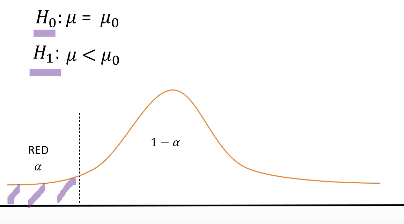 H₀: μ = μ₀
H₁: μ < μ₀
RED
α
1 − α